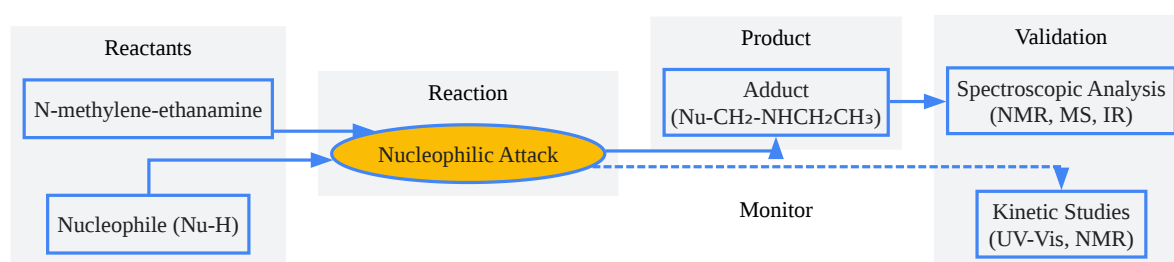 Reactants
N-methylene-ethanamine
Nucleophile (Nu-H)
Reaction
Nucleophilic Attack
Product
Adduct
(Nu-CH₂-NHCH₂CH₃)
Monitor
Validation
Spectroscopic Analysis
(NMR, MS, IR)
Kinetic Studies
(UV-Vis, NMR)